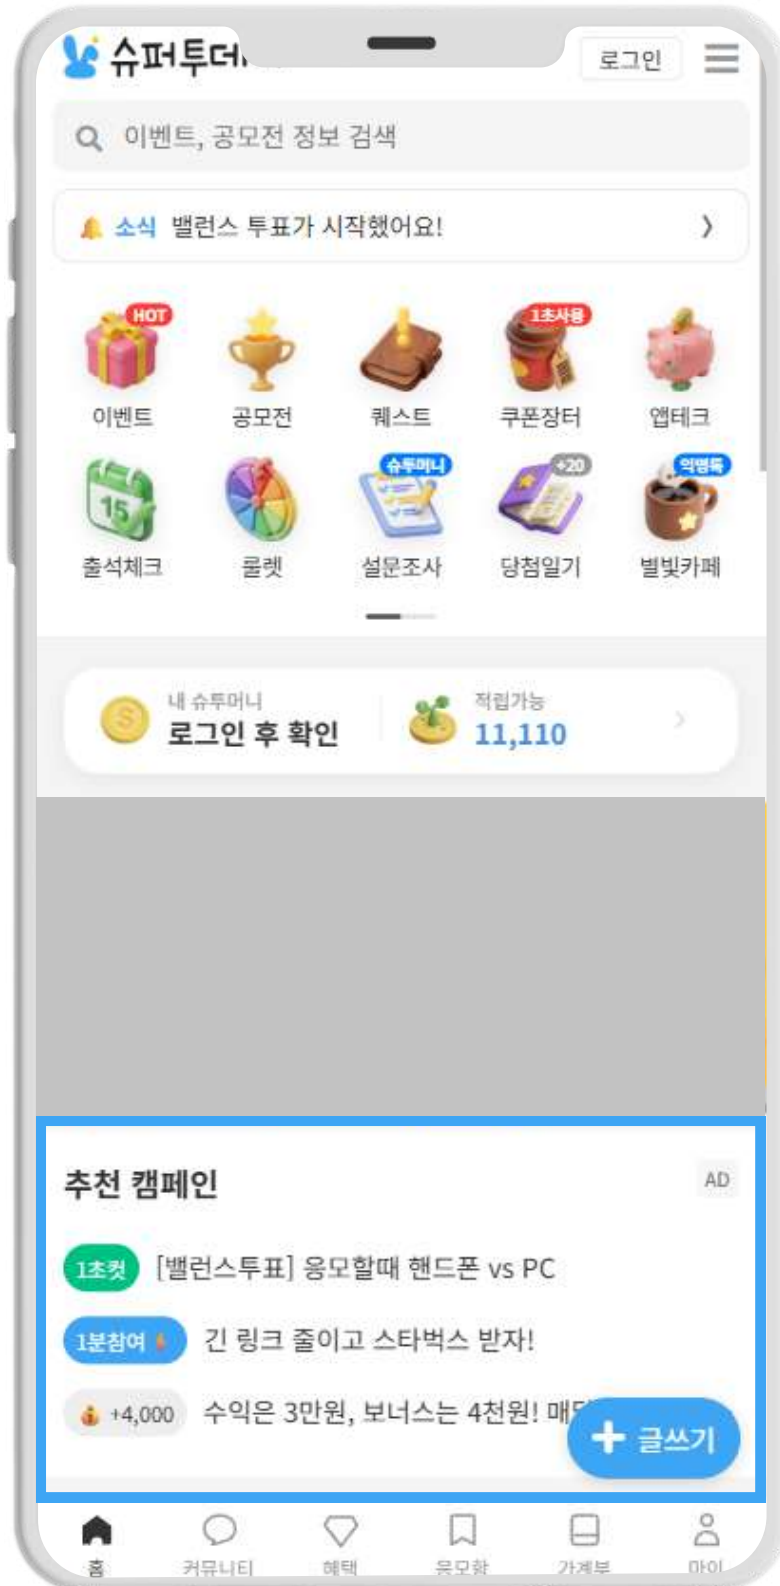 슈퍼투데
로그인
이벤트, 공모전 정보 검색
소식 밸런스 투표가 시작했어요!
HOT
1초사용
이벤트 공모전 퀘스트 쿠폰장터 앱테크
슈투머니
+20
익명톡
15
출석체크 룰렛 설문조사 당첨일기 별빛카페
내 슈투머니
로그인 후 확인
적립가능
11,110
추천 캠페인
AD
1초컷 [밸런스투표] 응모할때 핸드폰 vs PC
1분참여 긴 링크 줄이고 스타벅스 받자!
+4,000 수익은 3만원, 보너스는 4천원! 매
글쓰기
홈 커뮤니티 혜택 응모함 가계부 마이